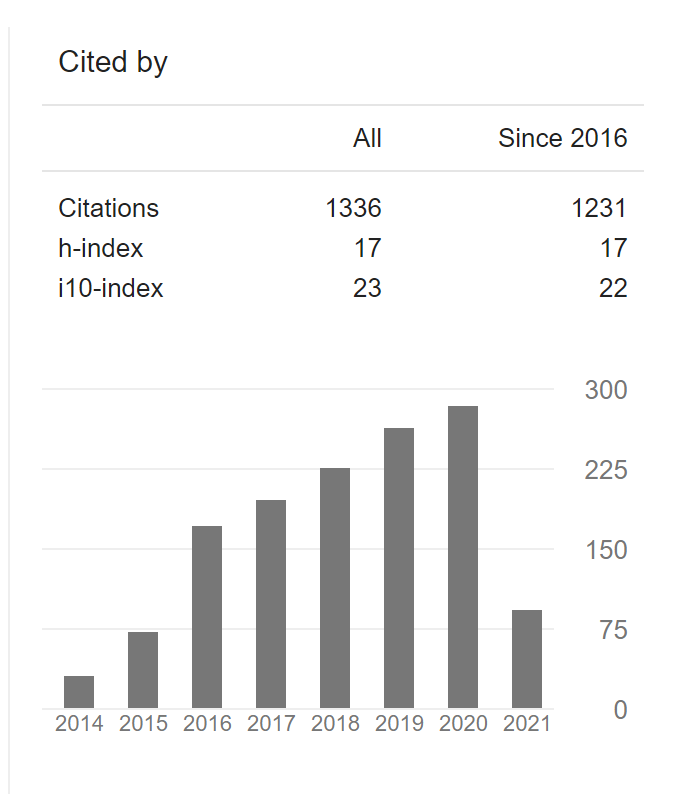 Cited by
All Since 2016
Citations 1336 1231
h-index 17 17
i10-index 23 22
300
225
150
75
0
2014 2015 2016 2017 2018 2019 2020 2021